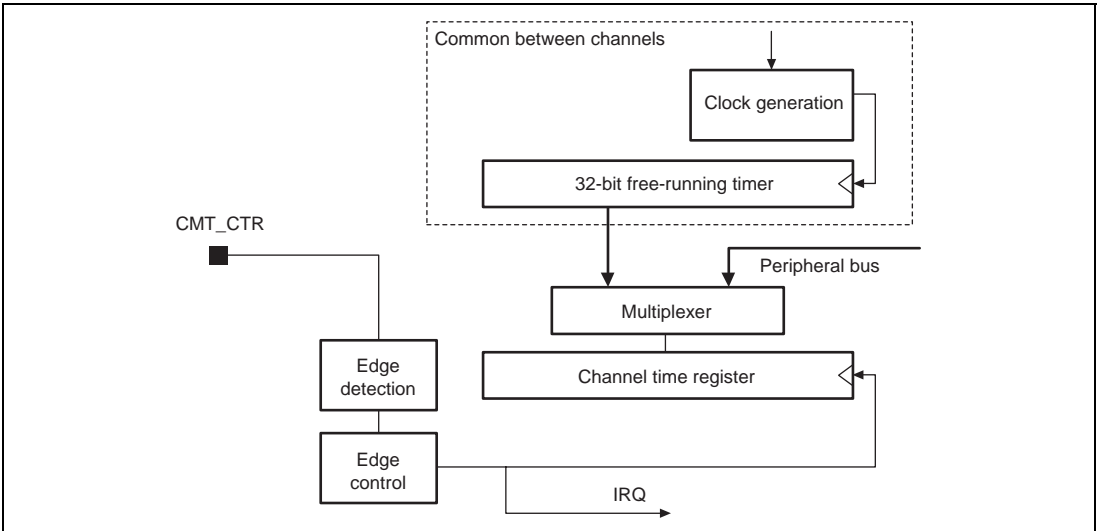 Common between channels
Clock generation
32-bit free-running timer
CMT_CTR
Peripheral bus
Multiplexer
Edge
detection
Channel time register
Edge
control
IRQ